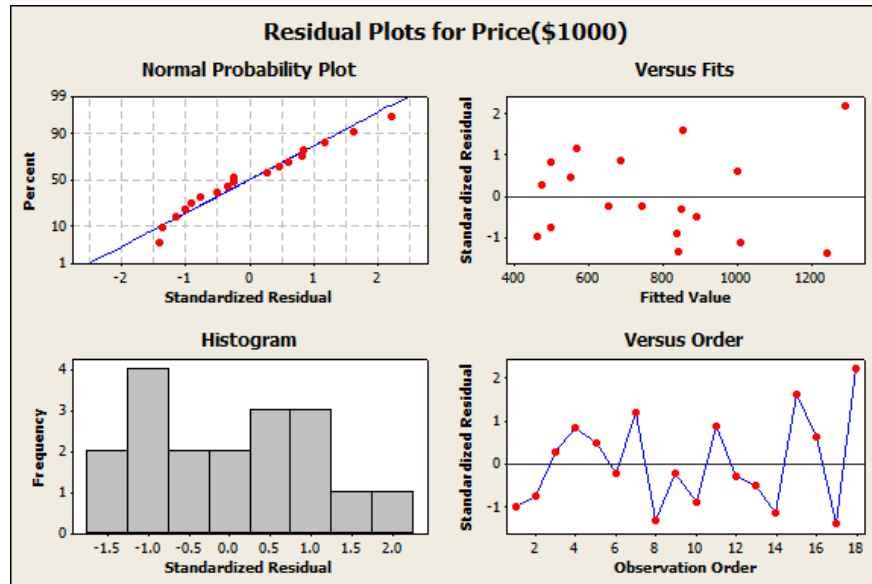 Residual Plots for Price($1000)
Normal Probability Plot
99
90
50
10
1
Percent
-2 -1 0 1 2
Standardized Residual
Versus Fits
2
1
0
-1
Standardized Residual
400 600 800 1000 1200
Fitted Value
Histogram
4
3
2
1
0
Frequency
-1.5 -1.0 -0.5 0.0 0.5 1.0 1.5 2.0
Standardized Residual
Versus Order
2
1
0
-1
Standardized Residual
2 4 6 8 10 12 14 16 18
Observation Order